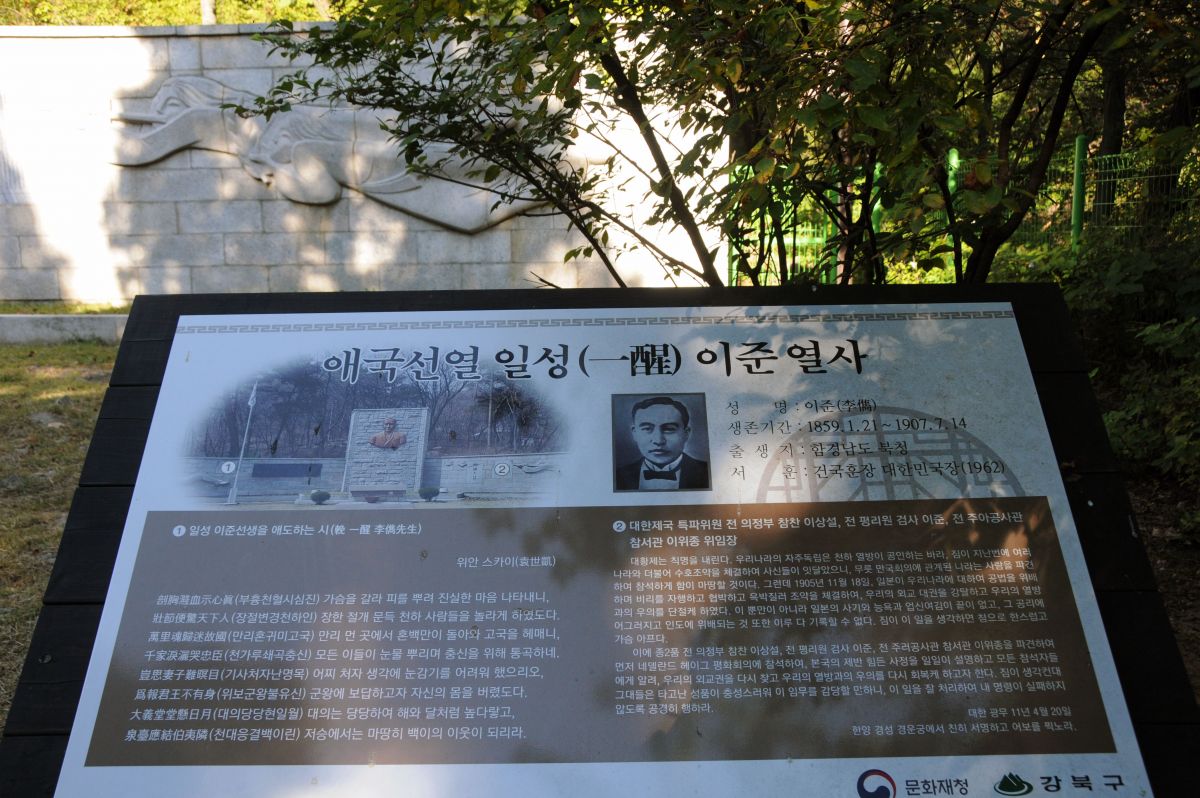 애국선열 일성(一醒) 이준열사
성 명 : 이준(李儁)
생존기간 : 1859. 1. 21 ~ 1907. 7. 14
출 생 지 : 함경남도 북청
서 훈 : 건국훈장 대한민국장(1962)
1 2
1 일성 이준선생을 애도하는 시(輓 一醒 李儁先生)
위안 스카이(袁世凱)
剖胸濺血示心眞(부흉천혈시심진) 가슴을 갈라 피를 뿌려 진실한 마음 나타내니,
壯節便驚天下人(장절변경천하인) 장한 절개 문득 천하 사람들을 놀라게 하였도다.
萬里魂歸迷故國(만리혼귀미고국) 만리 먼 곳에서 혼백만이 돌아와 고국을 헤매니,
千家淚灑哭忠臣(천가루쇄곡충신) 모든 이들이 눈물 뿌리며 충신을 위해 통곡하네.
豈思妻子難瞑目(기사처자난명목) 어찌 처자 생각에 눈감기를 어려워 했으리오,
爲報君王不有身(위보군왕불유신) 군왕에 보답하고자 자신의 몸을 버렸도다.
大義堂堂懸日月(대의당당현일월) 대의는 당당하여 해와 달처럼 높다랗고,
泉臺應結伯夷隣(천대응결백이린) 저승에서는 마땅히 백이의 이웃이 되리라.
2 대한제국 특파위원 전 의정부 참찬 이상설, 전 평리원 검사 이준, 전 주아공사관
참서관 이위종 위임장
대황제는 칙명을 내린다. 우리나라의 자주독립은 천하 열방이 공인하는 바라, 짐이 지난번에 여러
나라와 더불어 수호조약을 체결하여 사신들이 잇달았으니, 무릇 만국회의에 관계된 나라는 사람을 파견
하여 참석하게 함이 마땅할 것이다. 그런데 1905년 11월 18일, 일본이 우리나라에 대하여 공법을 위배
하며 비리를 자행하고 협박하고 윽박질러 조약을 체결하여, 우리의 외교 대권을 강탈하고 우리의 열방
과의 우의를 단절케 하였다. 이 뿐만이 아니라 일본의 사기와 능욕과 업신여김이 끝이 없고, 그 공리에
어그러지고 인도에 위배되는 것 또한 이루 다 기록할 수 없다. 짐이 이 일을 생각하면 정으로 한스럽고
가슴 아프다.
이에 종2품 전 의정부 참찬 이상설, 전 평리원 검사 이준, 전 주러공사관 참서관 이위종을 파견하여
먼저 네덜란드 헤이그 평화회의에 참석하여, 본국의 제반 힘든 사정을 일일이 설명하고 모든 참석자들
에게 알려, 우리의 외교권을 다시 찾고 우리의 열방과의 우의를 다시 회복케 하고자 한다. 짐이 생각건대
그대들은 타고난 성품이 충성스러워 이 임무를 감당할 만하니, 이 일을 잘 처리하여 내 명령이 실패하지
않도록 공경히 행하라.
대한 광무 11년 4월 20일
한양 경성 경운궁에서 친히 서명하고 어보를 찍노라.
문화재청 강북구